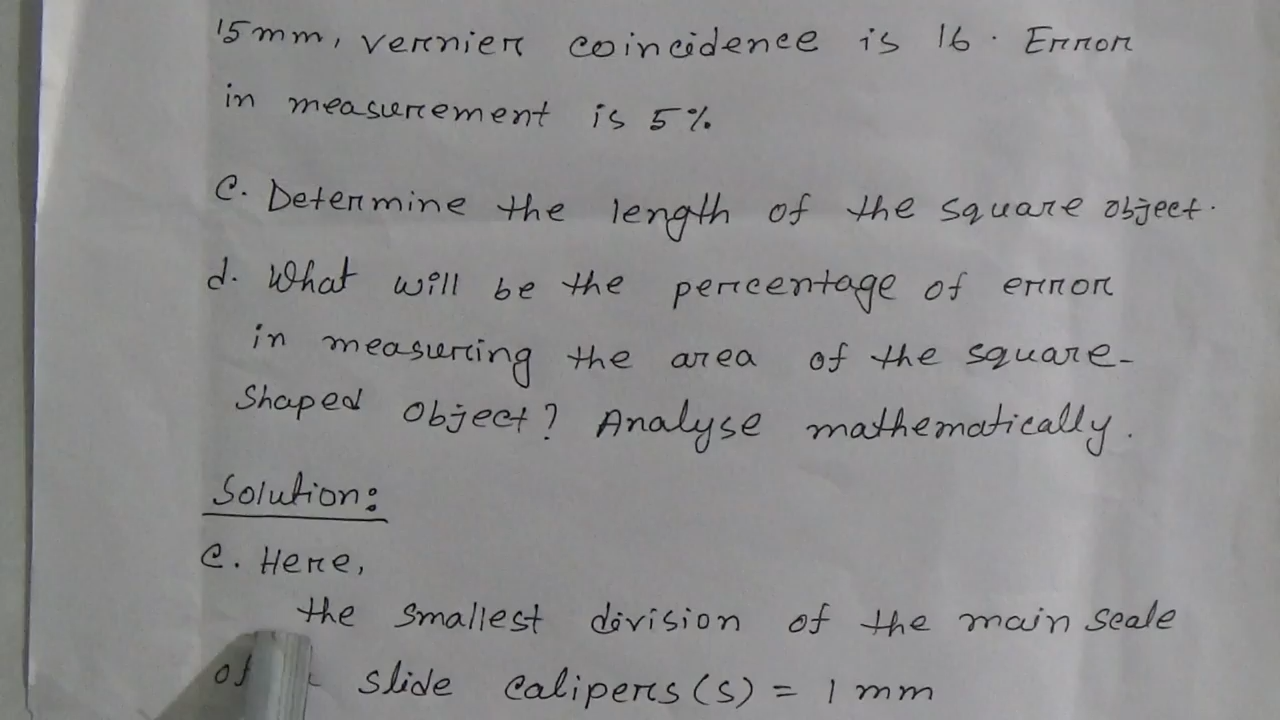 15mm, vernier coincidence is 16. Error
in measurement is 5%
C. Determine the length of the square object.
d. What will be the percentage of error
in measuring the area of the square-
Shaped object? Analyse mathematically.
Solution:
C. Here,
the smallest division of the main scale
of slide calipers (s) = 1 mm